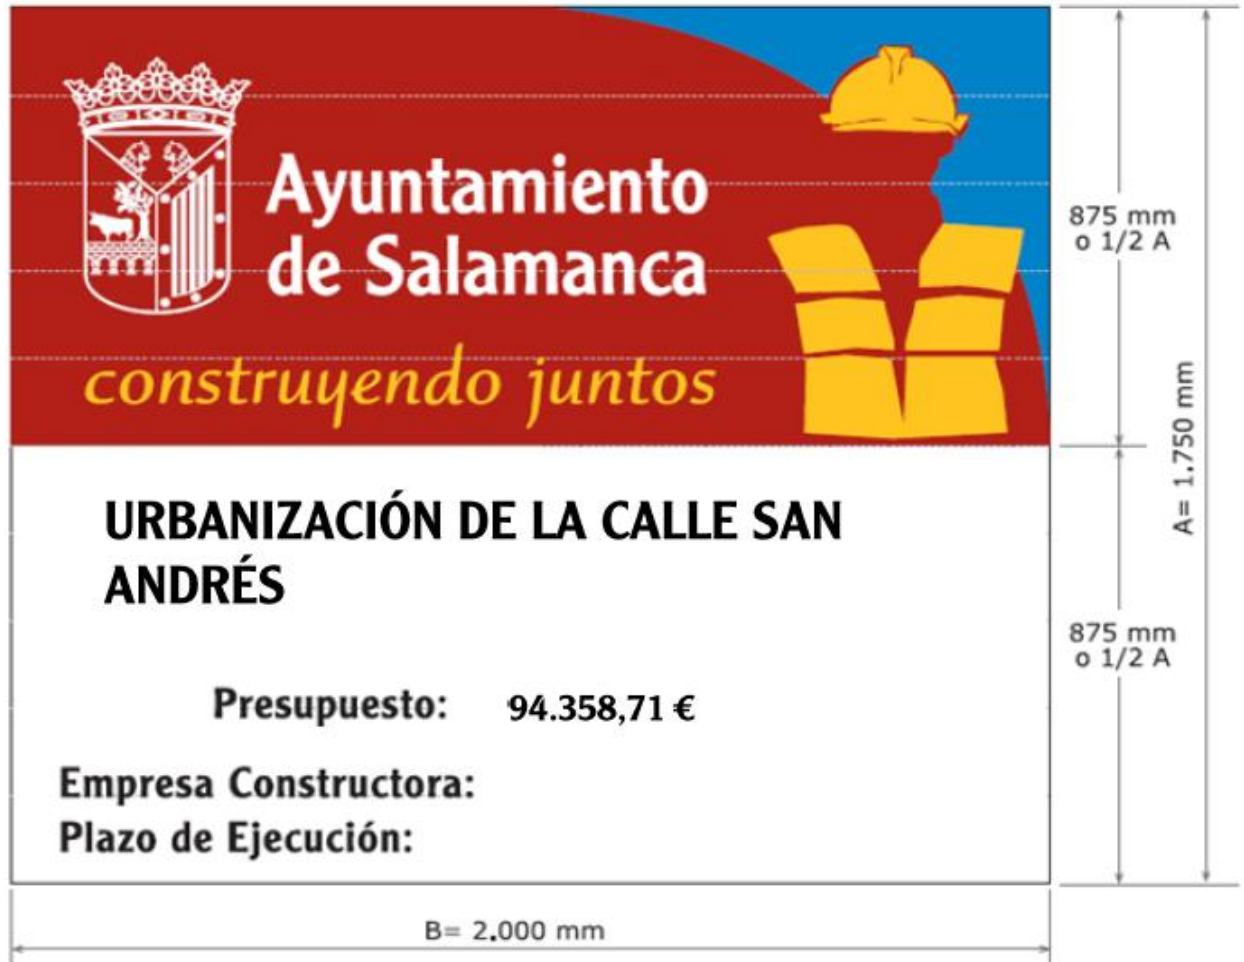 Ayuntamiento
de Salamanca
construyendo juntos
URBANIZACIÓN DE LA CALLE SAN
ANDRÉS
Presupuesto: 94.358,71 €
Empresa Constructora:
Plazo de Ejecución:
875 mm
o 1/2 A
A= 1.750 mm
875 mm
o 1/2 A
B= 2.000 mm